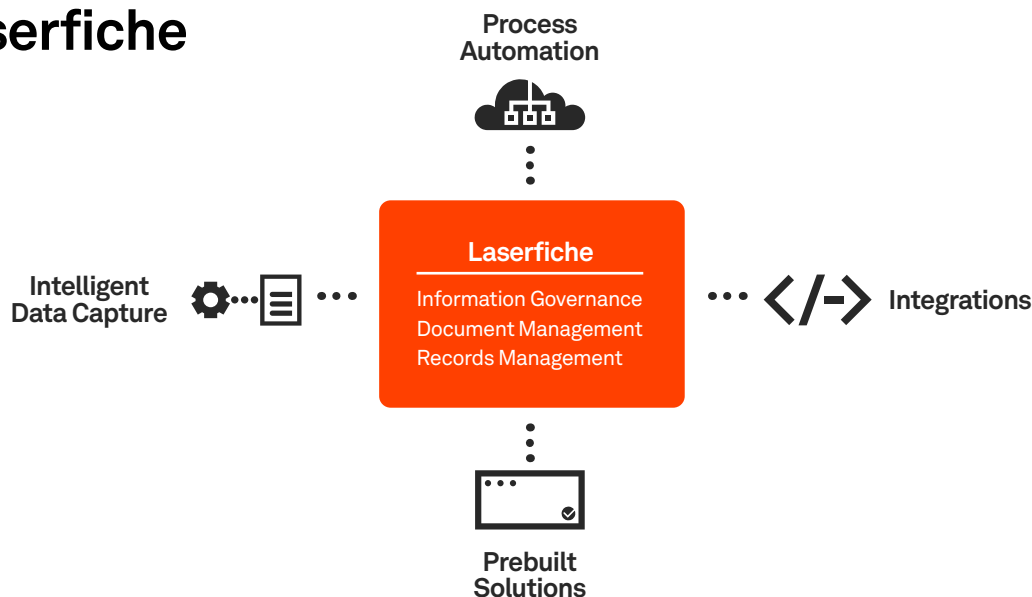 serfiche
Process
Automation
Laserfiche
Information Governance
Document Management
Records Management
Intelligent
Data Capture
Integrations
Prebuilt
Solutions